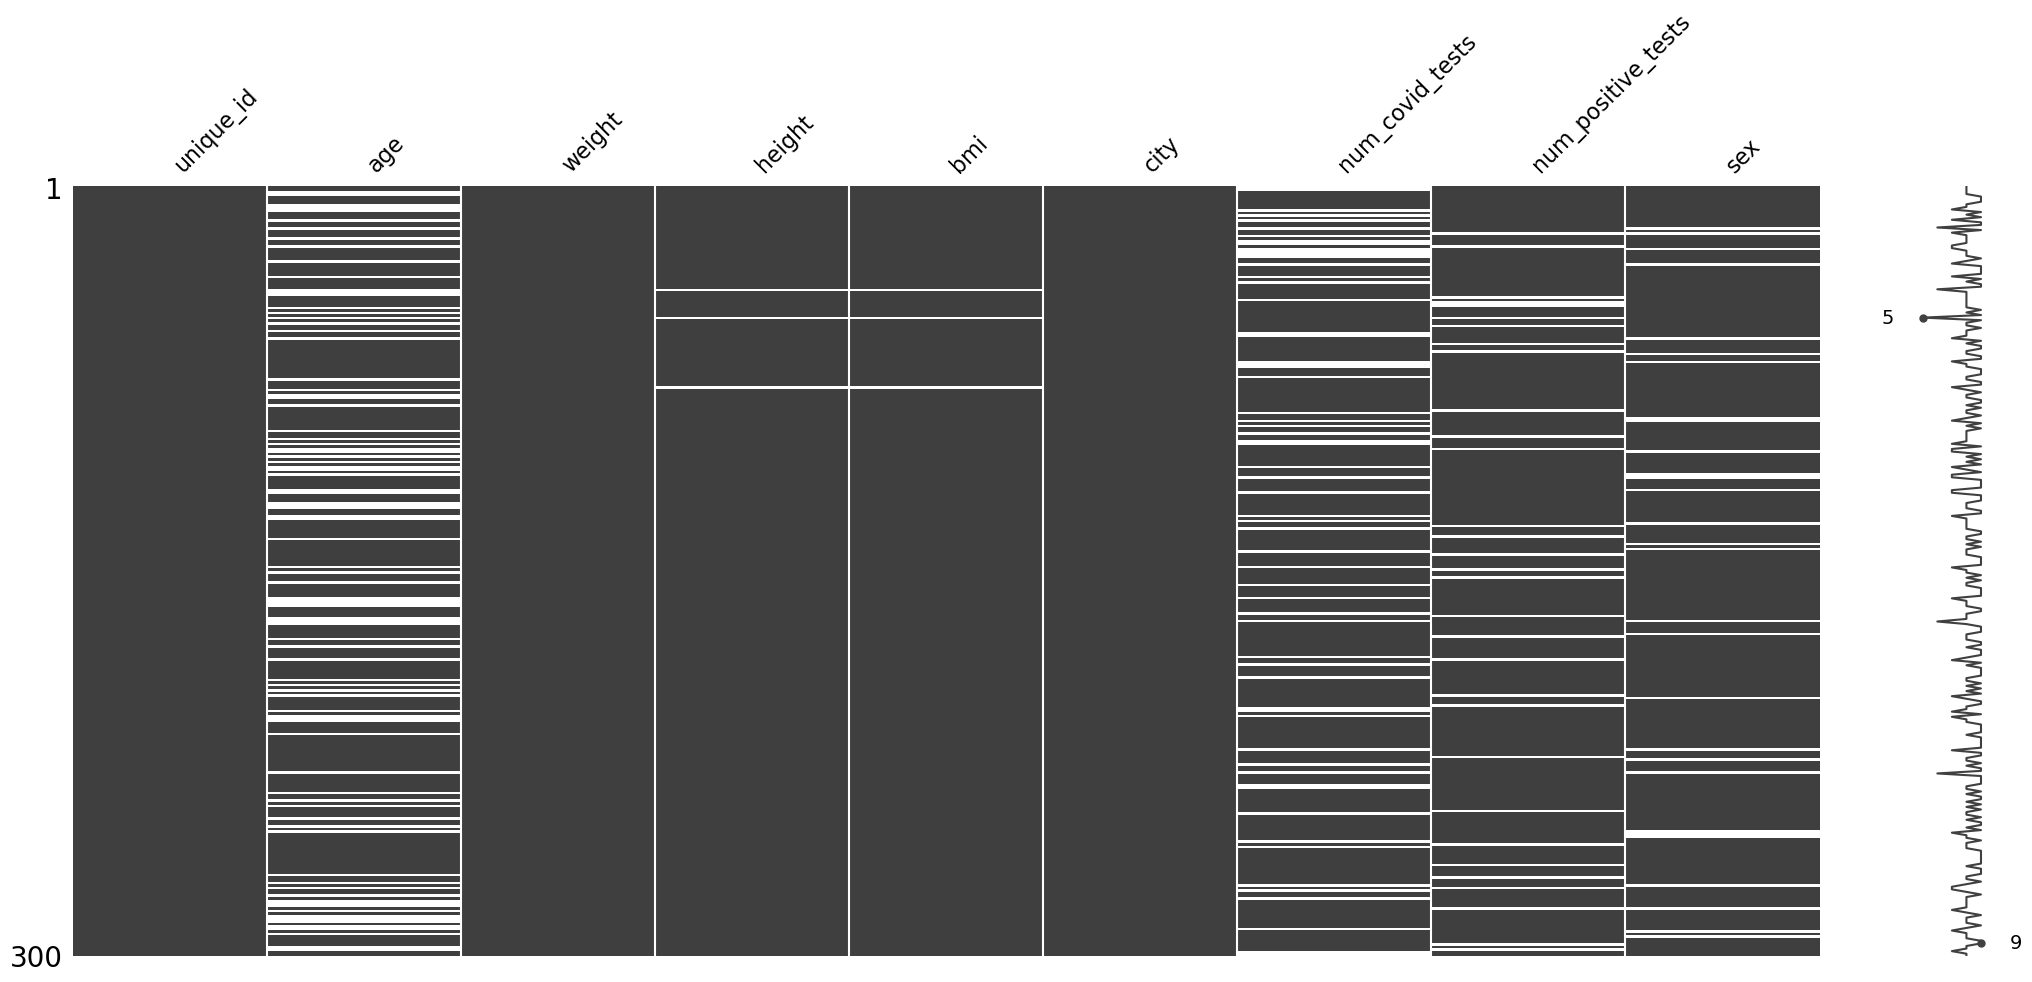 unique_id
age
weight
height
bmi
city
num_covid_tests
num_positive_tests
sex
1
5
300
9